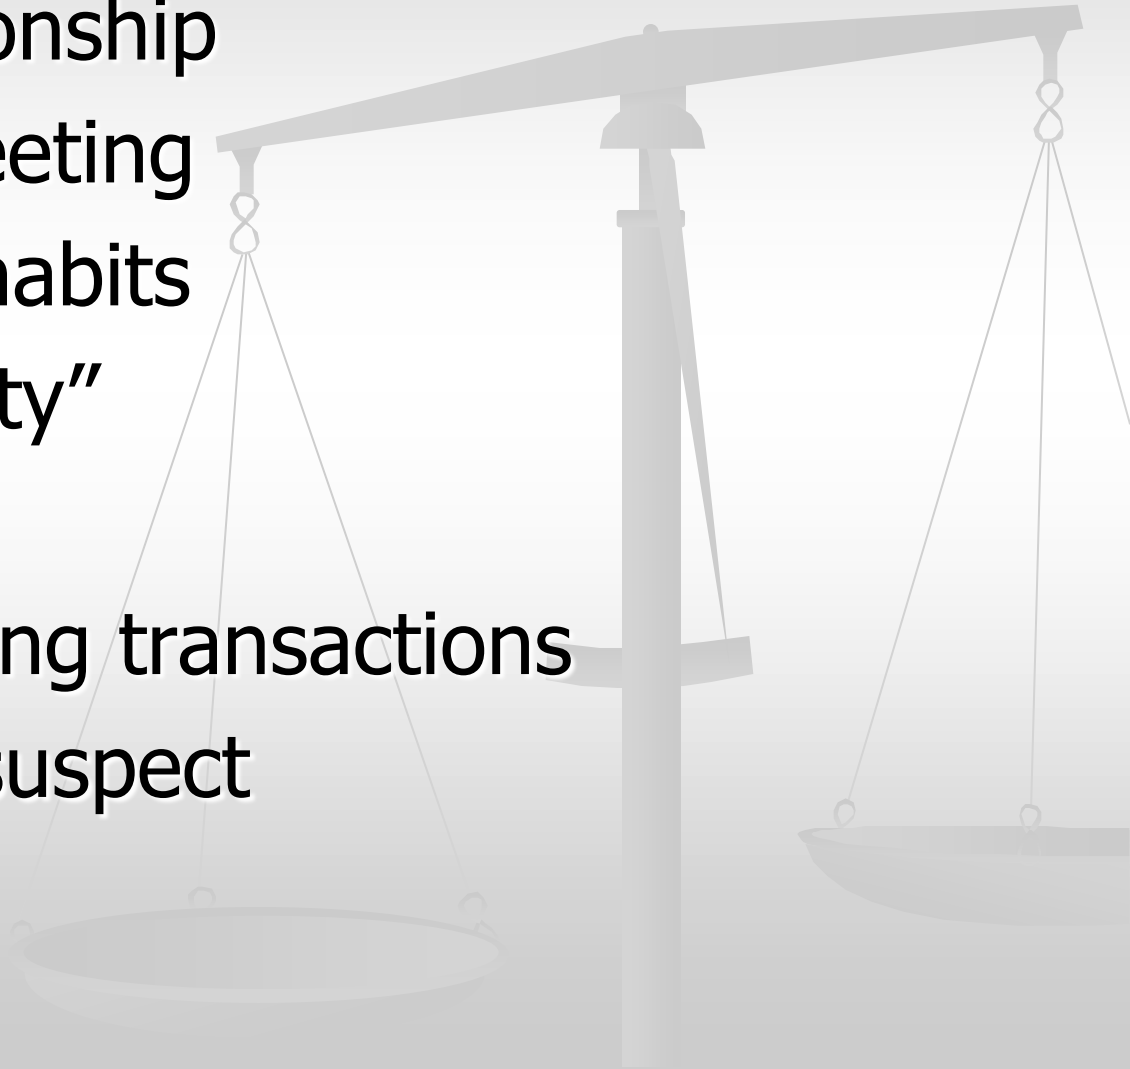 onship
eeting
habits
ty”
ng transactions
suspect